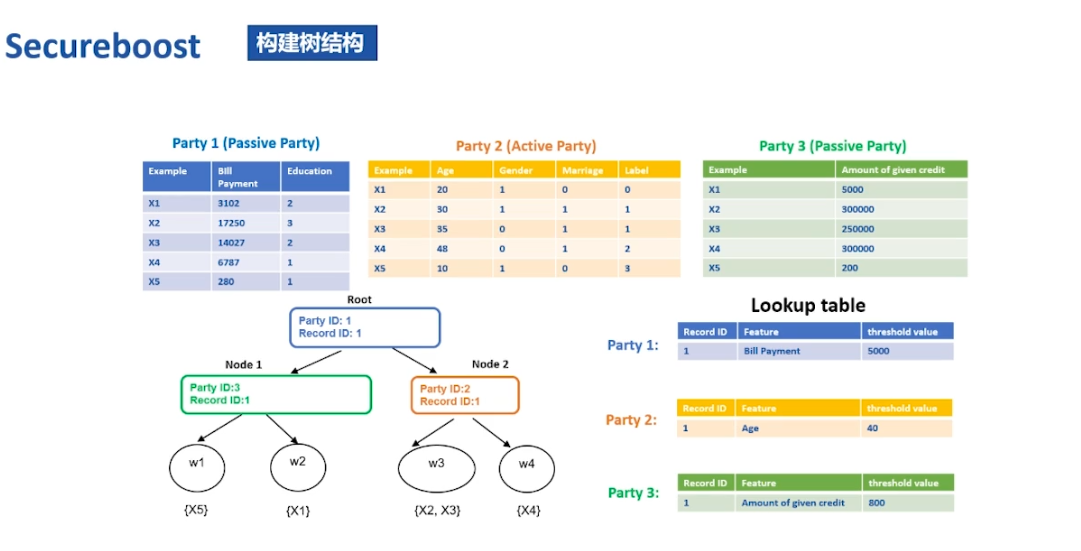 Secureboost
构建树结构
Party 1 (Passive Party)
Example Bill Payment Education
X1 3102 2
X2 17250 3
X3 14027 2
X4 6787 1
X5 280 1
Party 2 (Active Party)
Example Age Gender Marriage Label
X1 20 1 0 0
X2 30 1 1 1
X3 35 0 1 1
X4 48 0 1 2
X5 10 1 0 3
Party 3 (Passive Party)
Example Amount of given credit
X1 5000
X2 300000
X3 250000
X4 300000
X5 200
Root
Party ID: 1
Record ID: 1
Node 1
Party ID:3
Record ID:1
Node 2
Party ID:2
Record ID:1
w1
w2
w3
w4
{X5}
{X1}
{X2, X3}
{X4}
Lookup table
Party 1:
Record ID Feature threshold value
1 Bill Payment 5000
Party 2:
Record ID Feature threshold value
1 Age 40
Party 3:
Record ID Feature threshold value
1 Amount of given credit 800